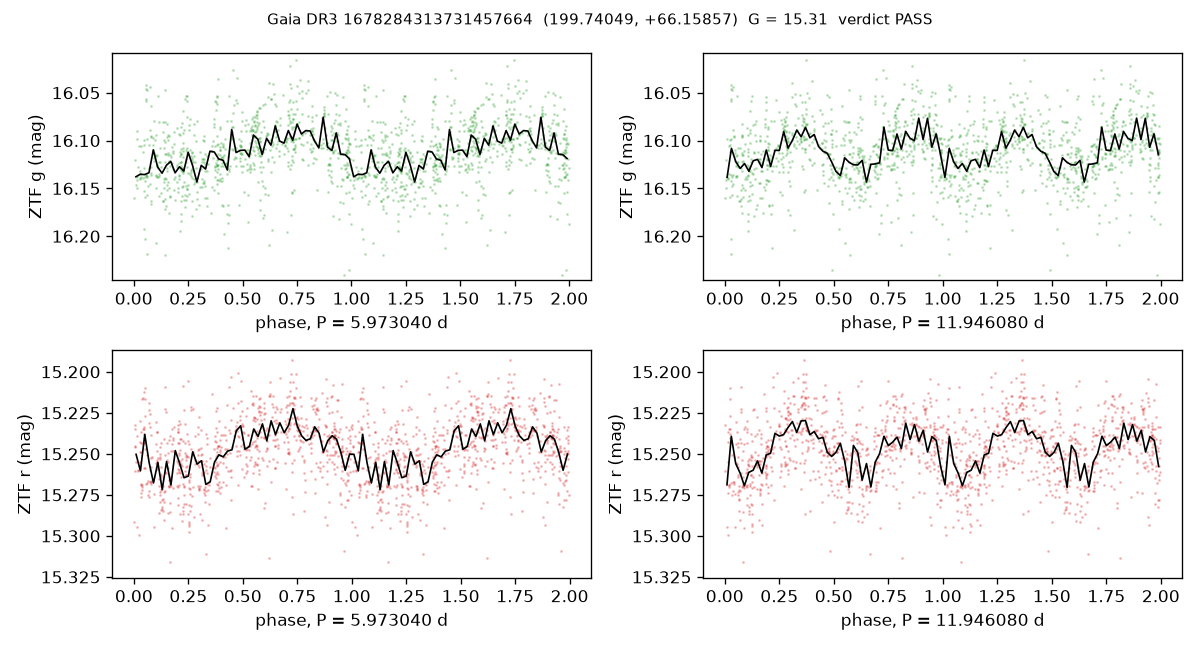 Gaia DR3 1678284313731457664 (199.74049, +66.15857) G = 15.31 verdict PASS
ZTF g (mag)
16.05
16.10
16.15
16.20
0.00 0.25 0.50 0.75 1.00 1.25 1.50 1.75 2.00
phase, P = 5.973040 d
ZTF g (mag)
16.05
16.10
16.15
16.20
0.00 0.25 0.50 0.75 1.00 1.25 1.50 1.75 2.00
phase, P = 11.946080 d
ZTF r (mag)
15.200
15.225
15.250
15.275
15.300
15.325
0.00 0.25 0.50 0.75 1.00 1.25 1.50 1.75 2.00
phase, P = 5.973040 d
ZTF r (mag)
15.200
15.225
15.250
15.275
15.300
15.325
0.00 0.25 0.50 0.75 1.00 1.25 1.50 1.75 2.00
phase, P = 11.946080 d